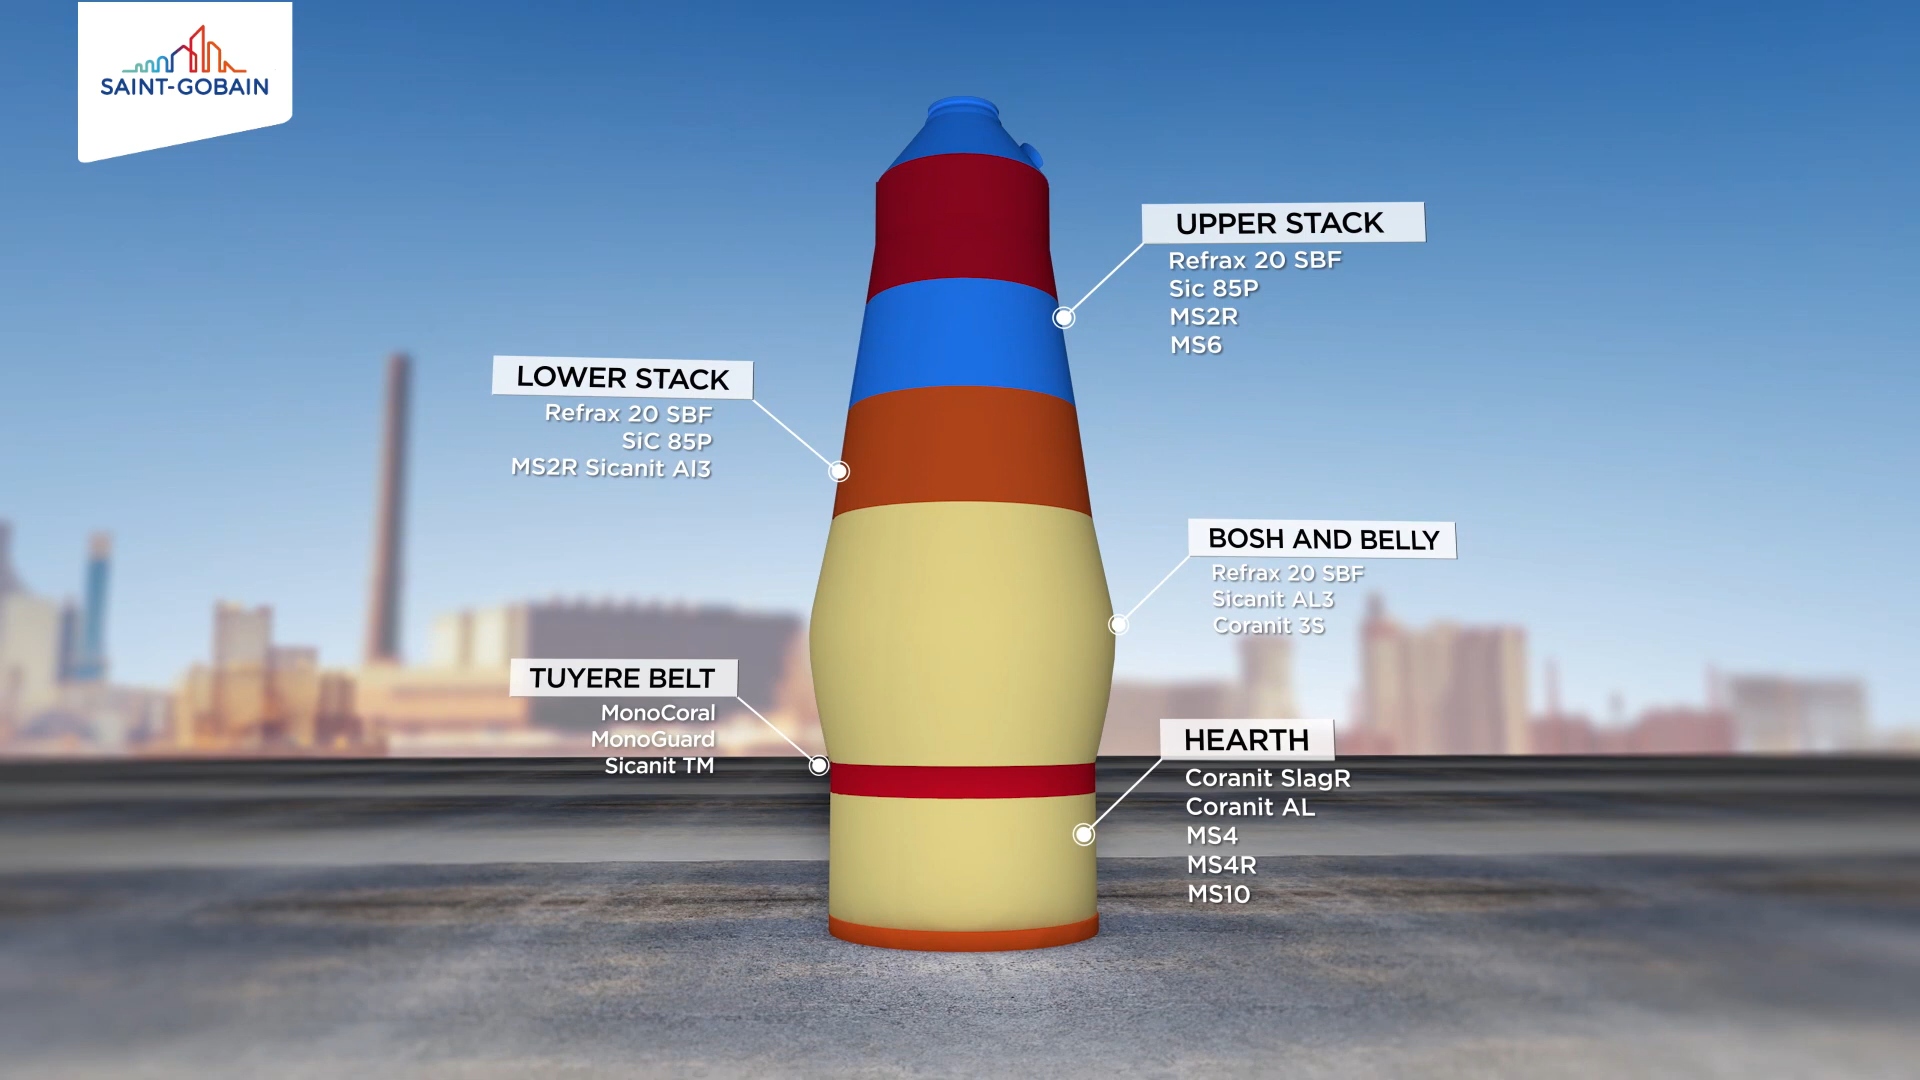 SAINT-GOBAIN
UPPER STACK
Refrax 20 SBF
Sic 85P
MS2R
MS6
LOWER STACK
Refrax 20 SBF
SiC 85P
MS2R Sicanit Al3
BOSH AND BELLY
Refrax 20 SBF
Sicanit AL3
Coranit 3S
TUYERE BELT
MonoCoral
MonoGuard
Sicanit TM
HEARTH
Coranit SlagR
Coranit AL
MS4
MS4R
MS10